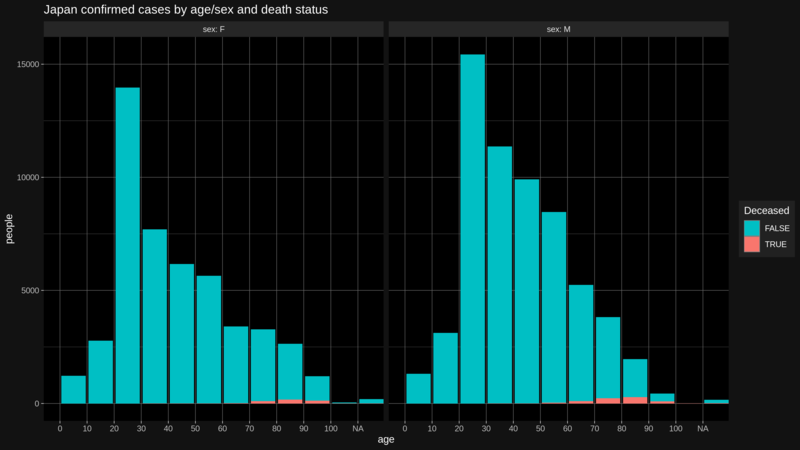 Japan confirmed cases by age/sex and death status
sex: F
sex: M
people
15000
10000
5000
0
Deceased
FALSE
TRUE
0 10 20 30 40 50 60 70 80 90 100 NA
0 10 20 30 40 50 60 70 80 90 100 NA
age